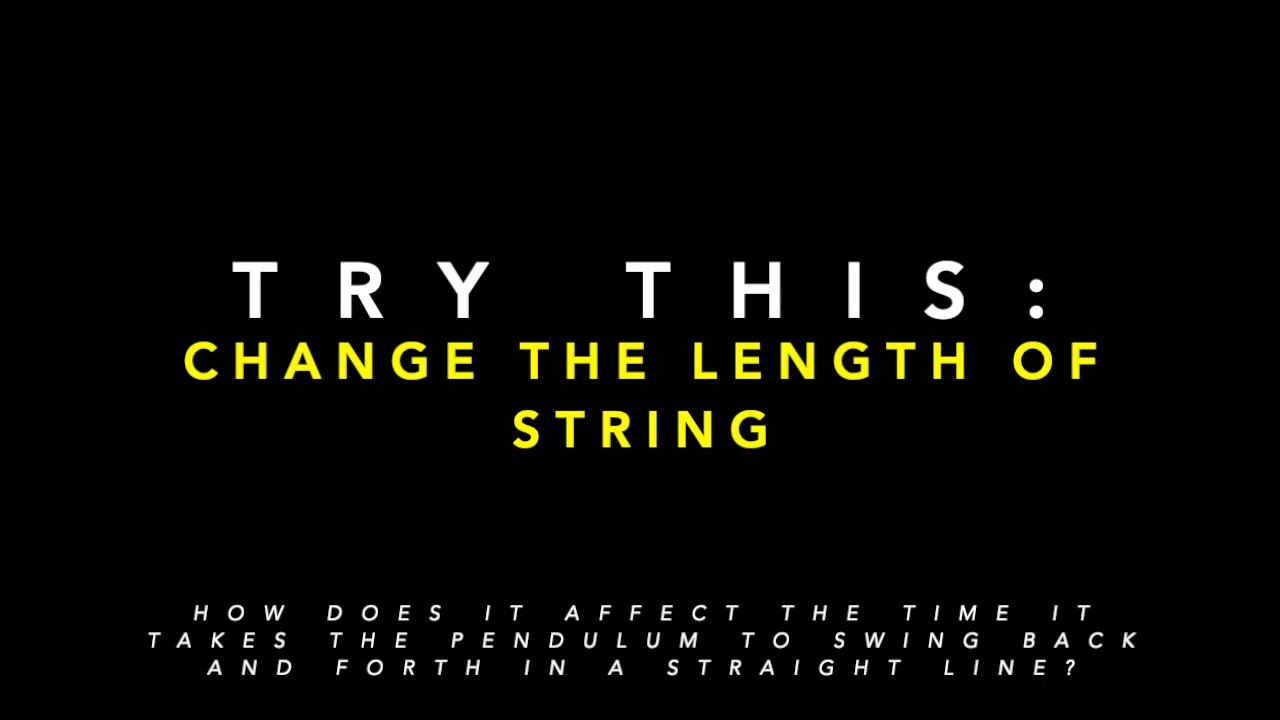 TRY THIS:
CHANGE THE LENGTH OF
STRING
HOW DOES IT AFFECT THE TIME IT
TAKES THE PENDULUM TO SWING BACK
AND FORTH IN A STRAIGHT LINE?